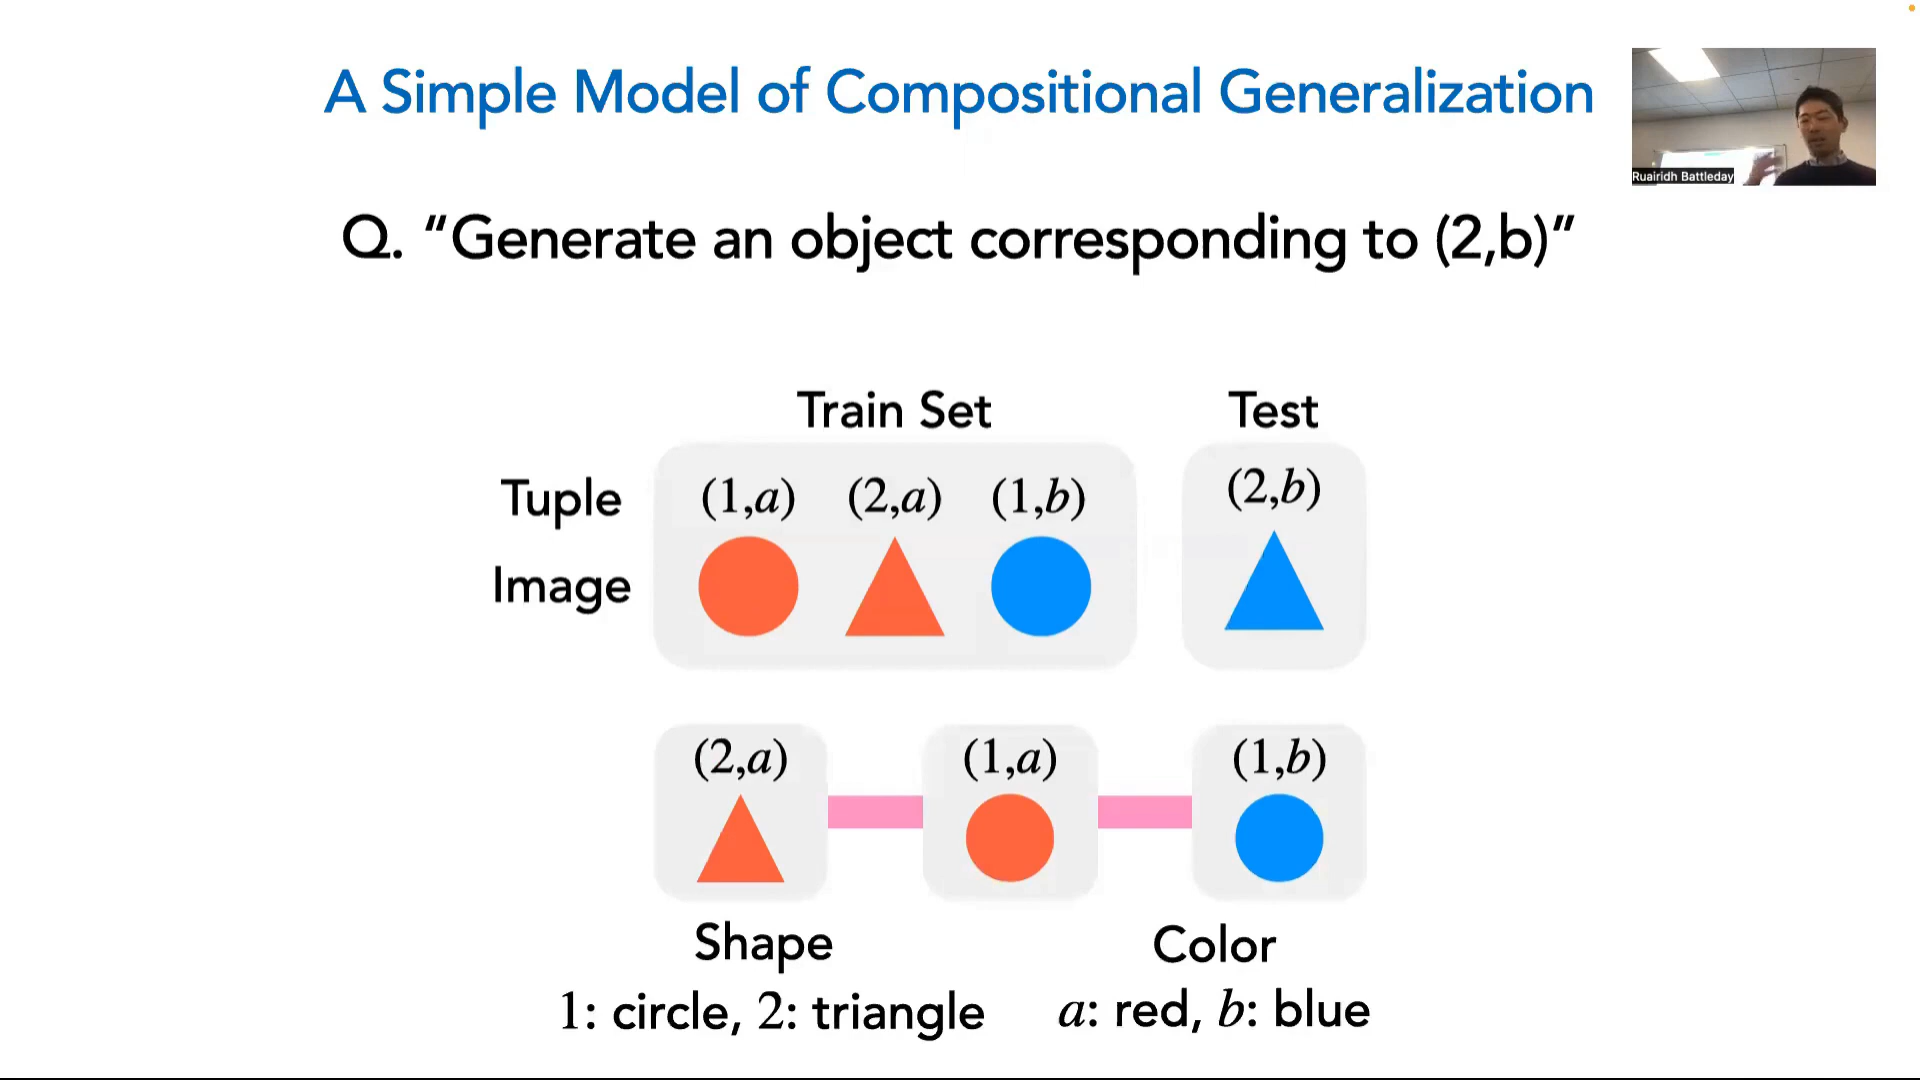 A Simple Model of Compositional Generalization
Ruairidh Battleday
Q. “Generate an object corresponding to (2,b)”
Train Set
Test
Tuple
(1,a)
(2,a)
(1,b)
(2,b)
Image
(2,a)
(1,a)
(1,b)
Shape
Color
1: circle, 2: triangle
a: red, b: blue